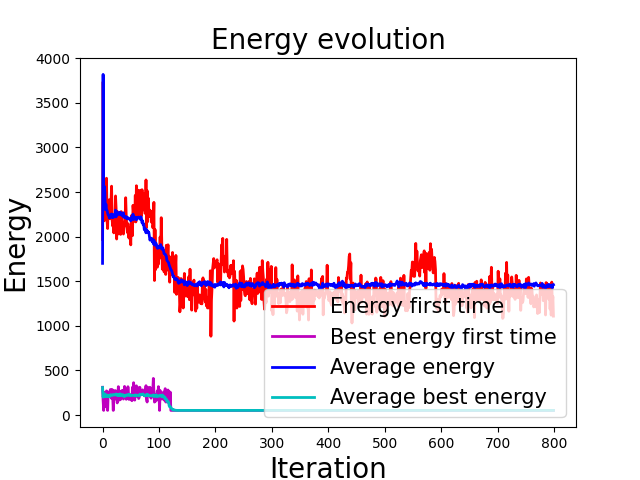 Energy evolution
4000
3500
3000
2500
2000
1500
1000
500
0
Energy
Energy first time
Best energy first time
Average energy
Average best energy
0 100 200 300 400 500 600 700 800
Iteration